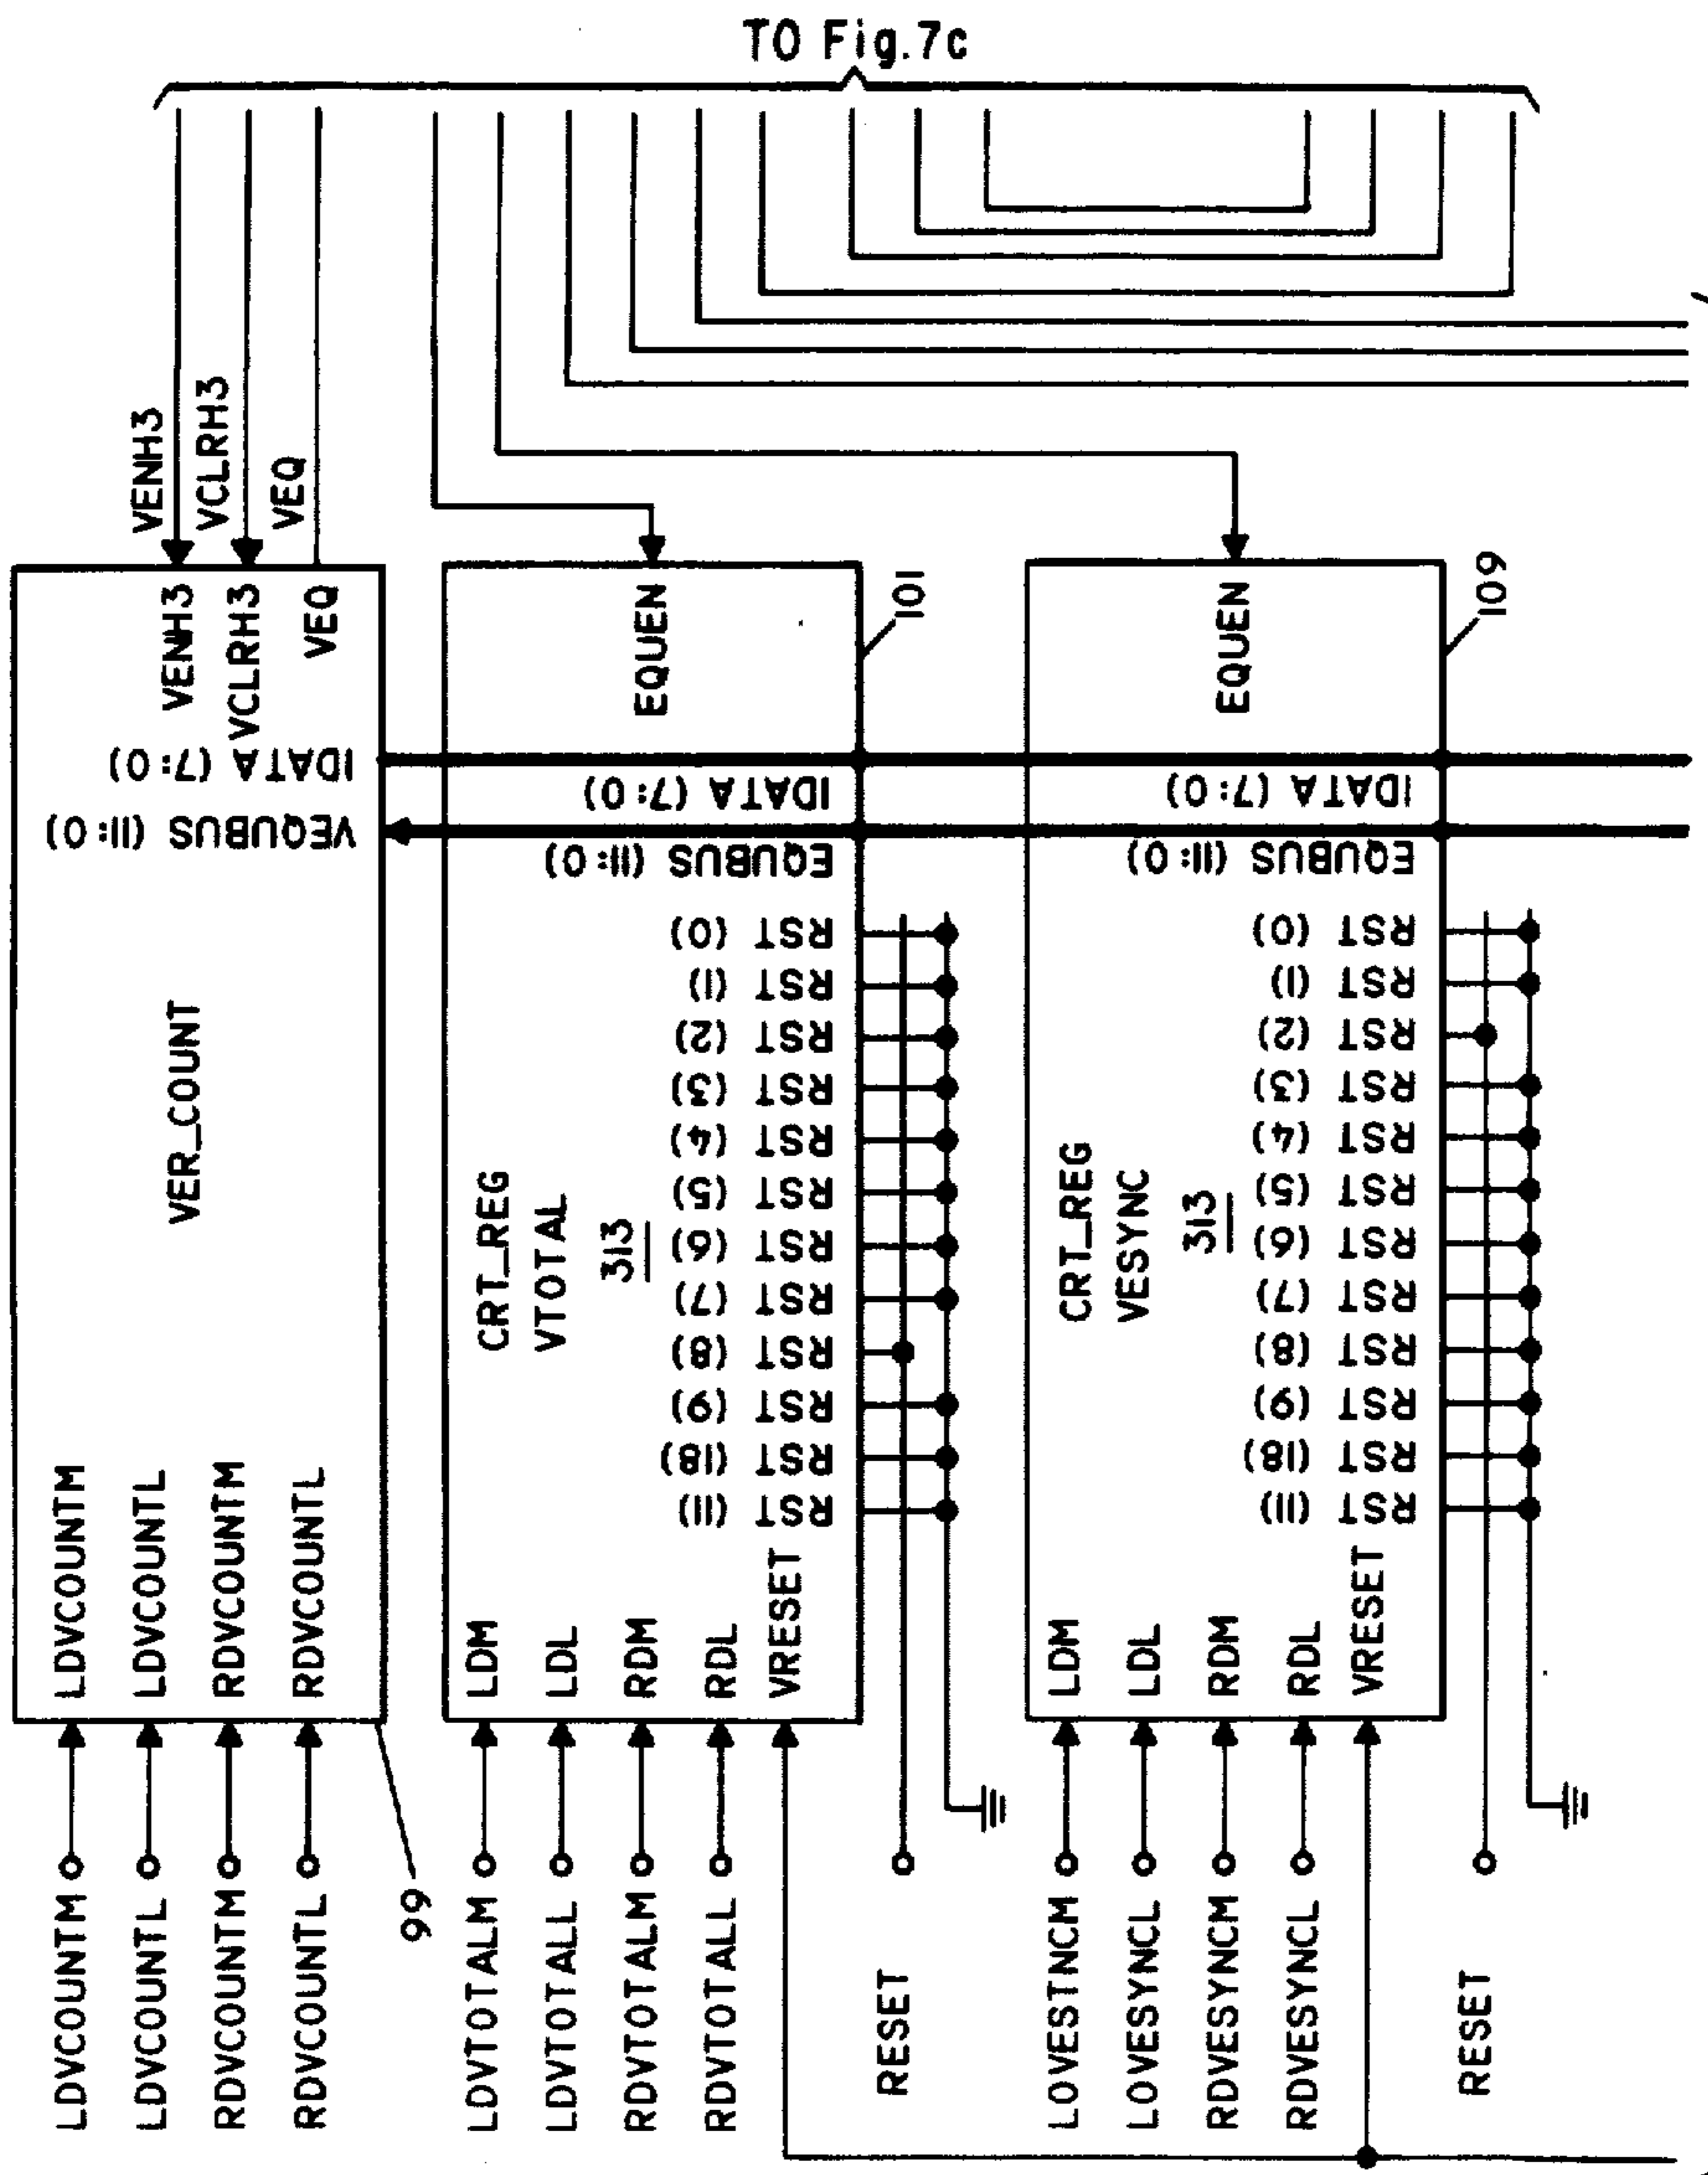 TO Fig.7c
VENH3
VCLRH3
VEQ
VENH3
VCLRH3
VEQ
IDATA (7:0)
VEQUBUS (11:0)
VER_COUNT
LDVCOUNTM
LDVCOUNTL
RDVCOUNTM
RDVCOUNTL
LDVCOUNTM
LDVCOUNTL
RDVCOUNTM
RDVCOUNTL
99
EQUEN
101
IDATA (7:0)
EQUBUS (11:0)
RST (0)
RST (1)
RST (2)
RST (3)
RST (4)
RST (5)
RST (6)
RST (7)
RST (8)
RST (9)
RST (18)
RST (11)
CRT_REG
VTOTAL
313
LDM
LDL
RDM
RDL
VRESET
LDVTOTALM
LDVTOTALL
RDVTOTALM
RDVTOTALL
RESET
EQUEN
109
IDATA (7:0)
EQUBUS (11:0)
RST (0)
RST (1)
RST (2)
RST (3)
RST (4)
RST (5)
RST (6)
RST (7)
RST (8)
RST (9)
RST (18)
RST (11)
CRT_REG
VESYNC
313
LDM
LDL
RDM
RDL
VRESET
LOVESTNCM
LOVESYNCL
RDVESYNCM
RDVESYNCL
RESET